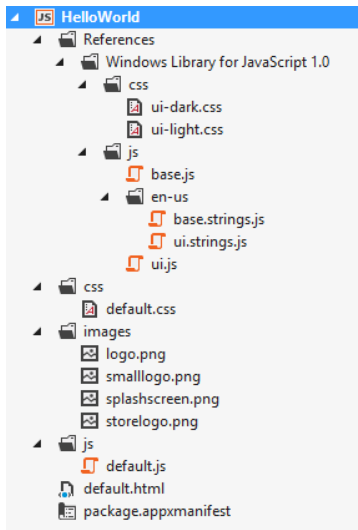 JS HelloWorld
References
Windows Library for JavaScript 1.0
css
ui-dark.css
ui-light.css
js
base.js
en-us
base.strings.js
ui.strings.js
ui.js
css
default.css
images
logo.png
smalllogo.png
splashscreen.png
storelogo.png
js
default.js
default.html
package.appxmanifest